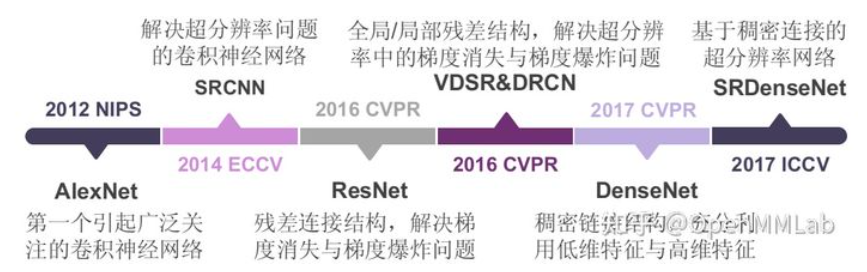 解决超分辨率问题
的卷积神经网络
SRCNN
全局/局部残差结构，解决超分辨
率中的梯度消失与梯度爆炸问题
VDSR&DRCN
基于稠密连接的
超分辨率网络
SRDenseNet
2012 NIPS
2016 CVPR
2017 CVPR
2014 ECCV
2016 CVPR
2017 ICCV
AlexNet
第一个引起广泛关
注的卷积神经网络
ResNet
残差连接结构，解决梯
度消失与梯度爆炸问题
DenseNet
稠密链接结构，充分利
用低维特征与高维特征
知乎 @OpenMMLab